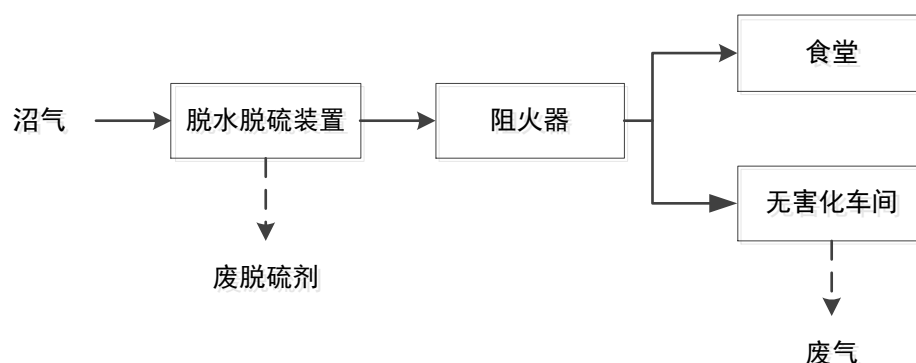 食堂
沼气
脱水脱硫装置
阻火器
无害化车间
废脱硫剂
废气